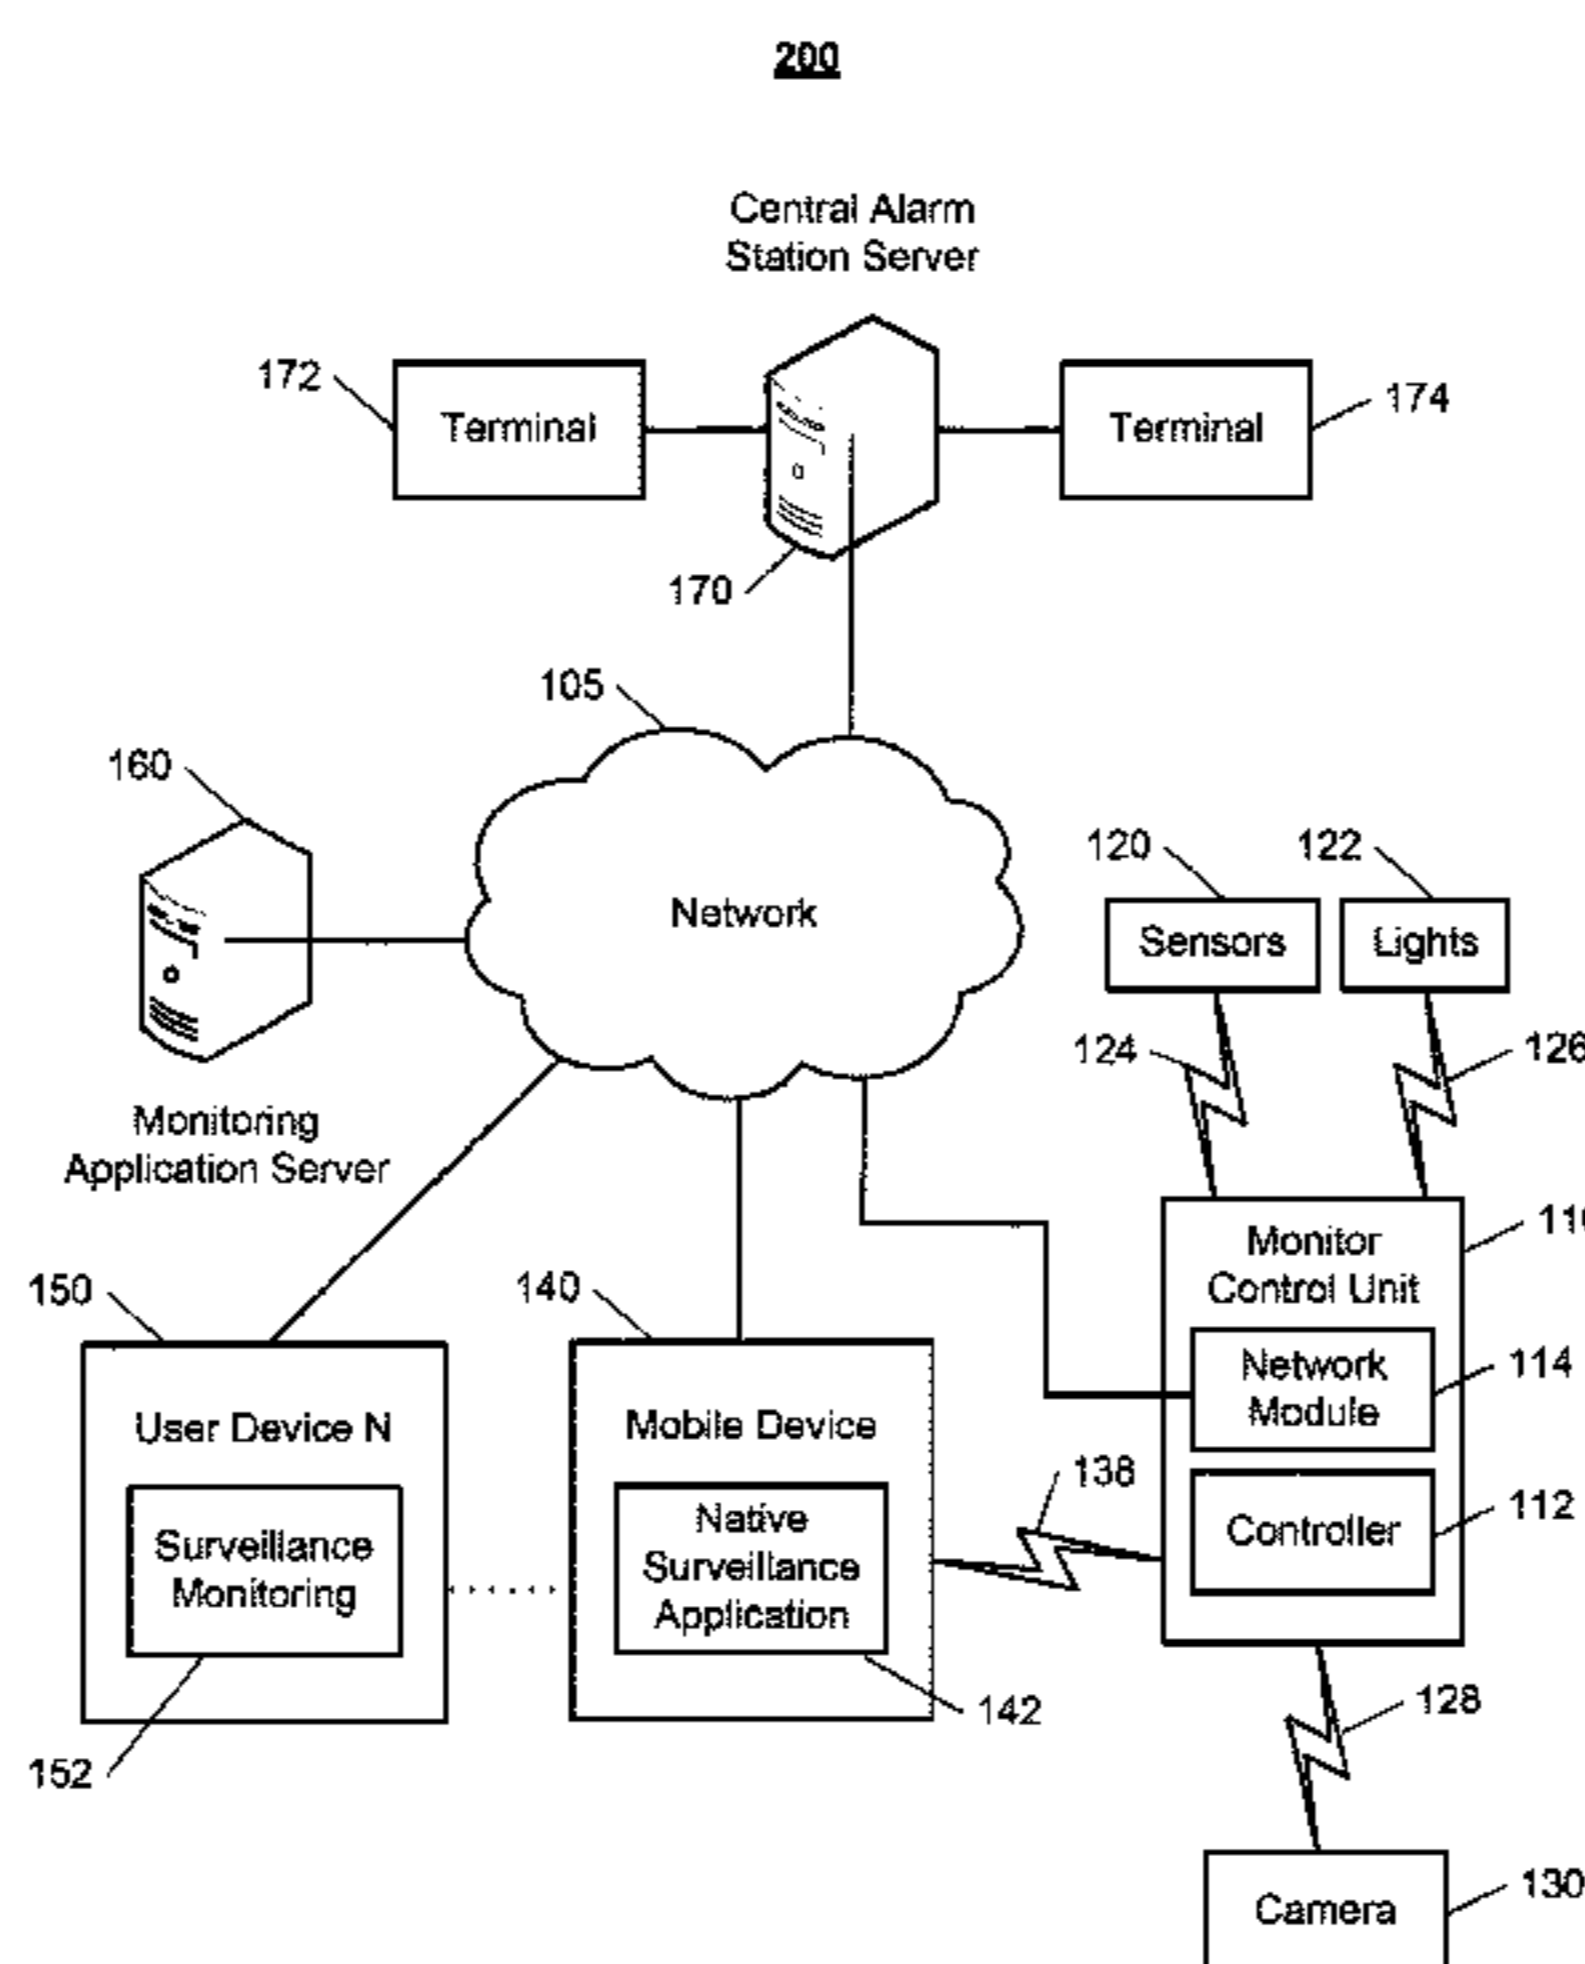 200
Central Alarm
Station Server
172
Terminal
Terminal
174
170
105
160
Network
120
122
Sensors
Lights
124
126
Monitoring
Application Server
Monitor
Control Unit
150
140
Network
Module
114
User Device N
Mobile Device
138
Controller
112
Surveillance
Monitoring
Native
Surveillance
Application
142
128
152
Camera
130